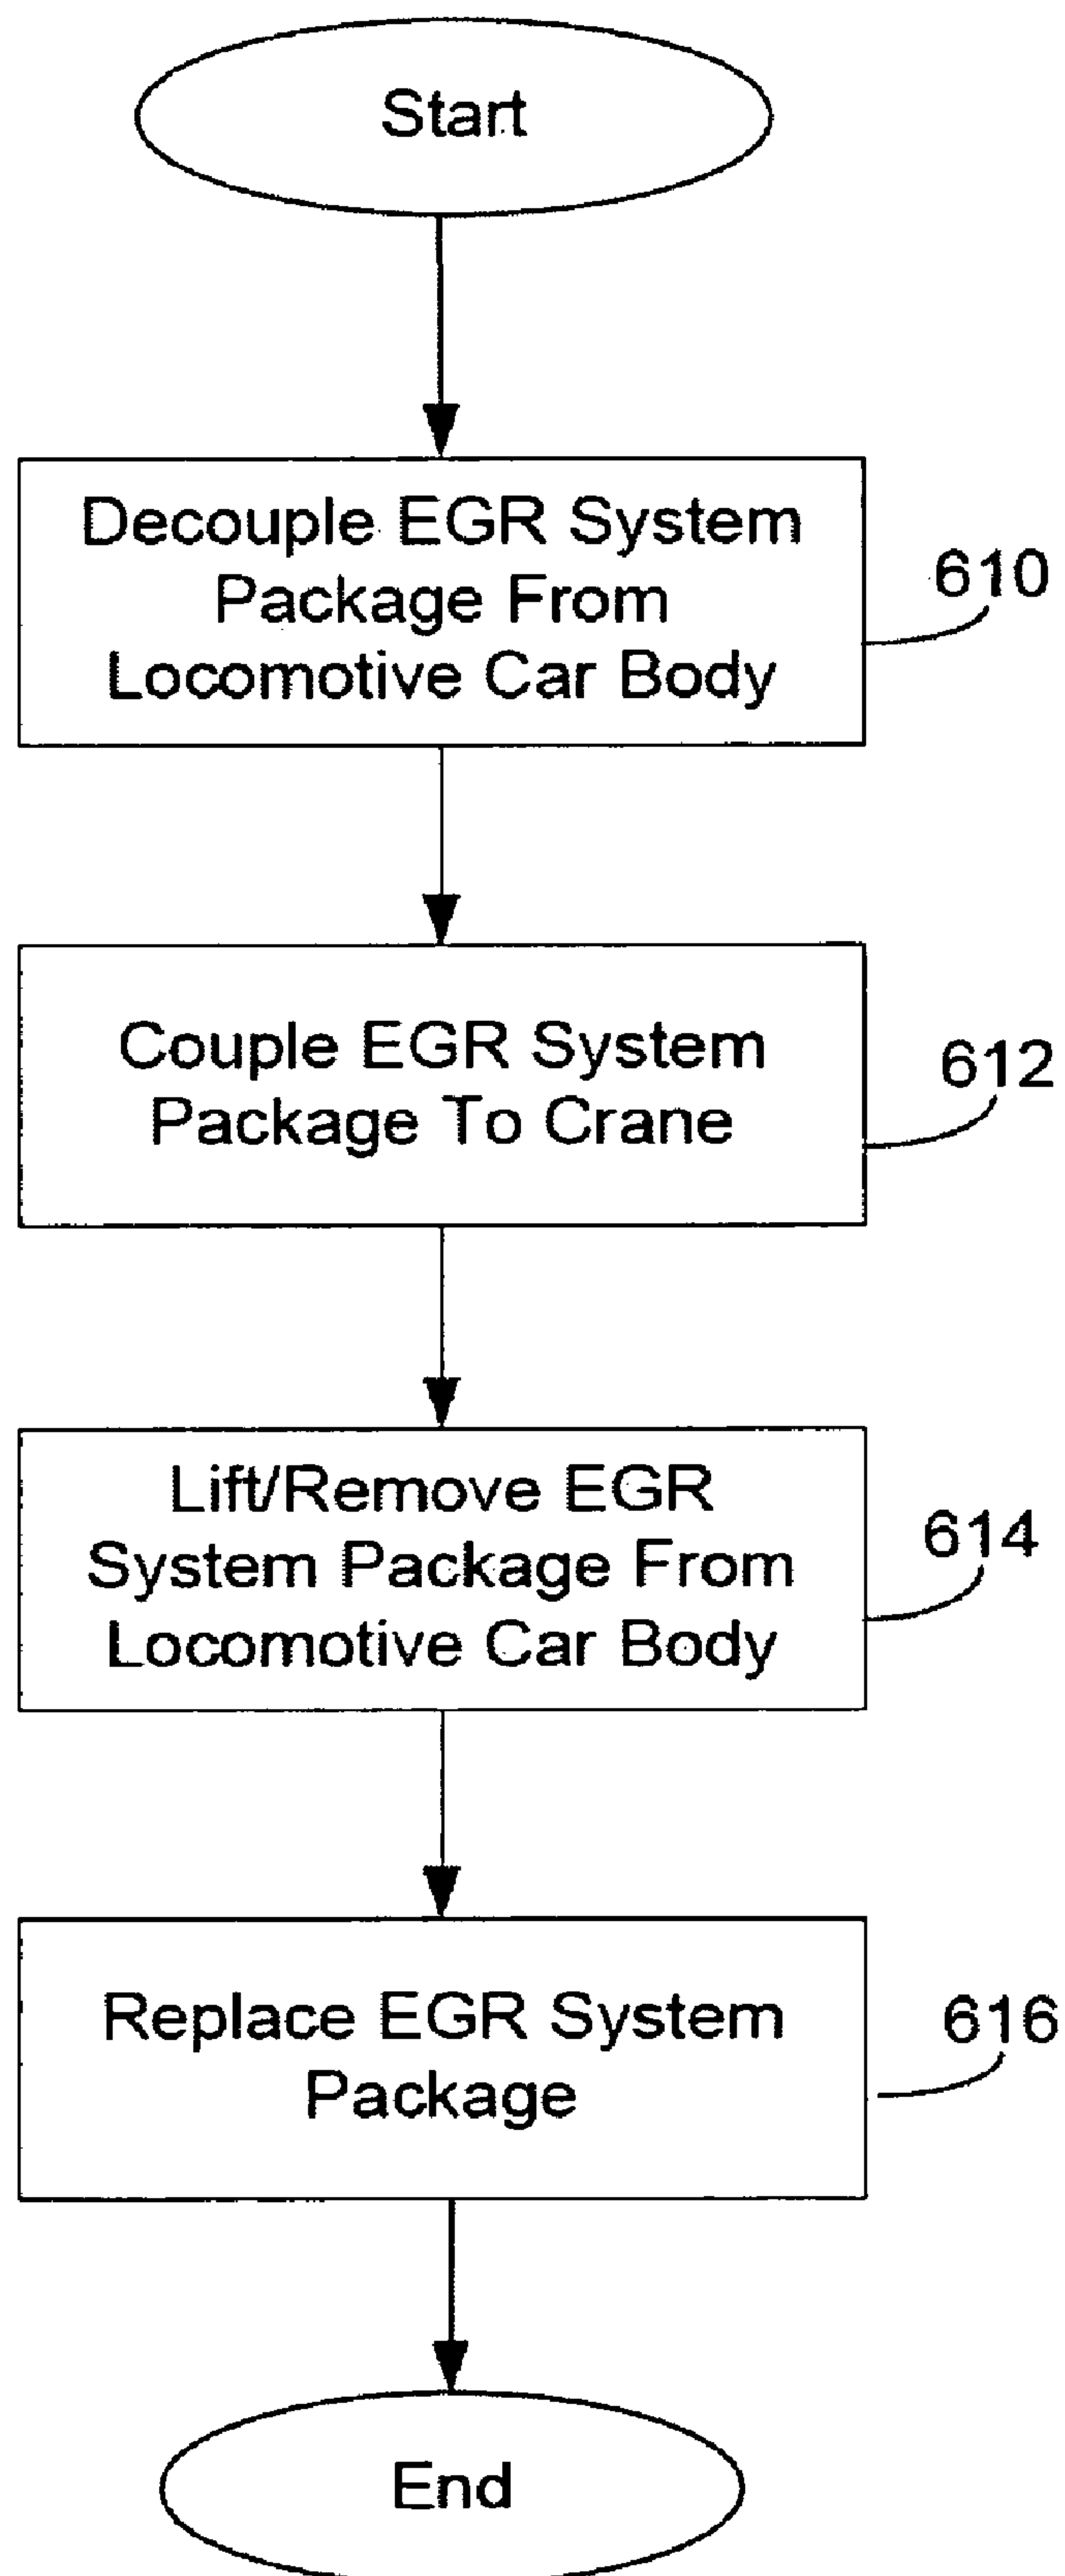 Start
Decouple EGR System
Package From
Locomotive Car Body
610
Couple EGR System
Package To Crane
612
Lift/Remove EGR
System Package From
Locomotive Car Body
614
Replace EGR System
Package
616
End